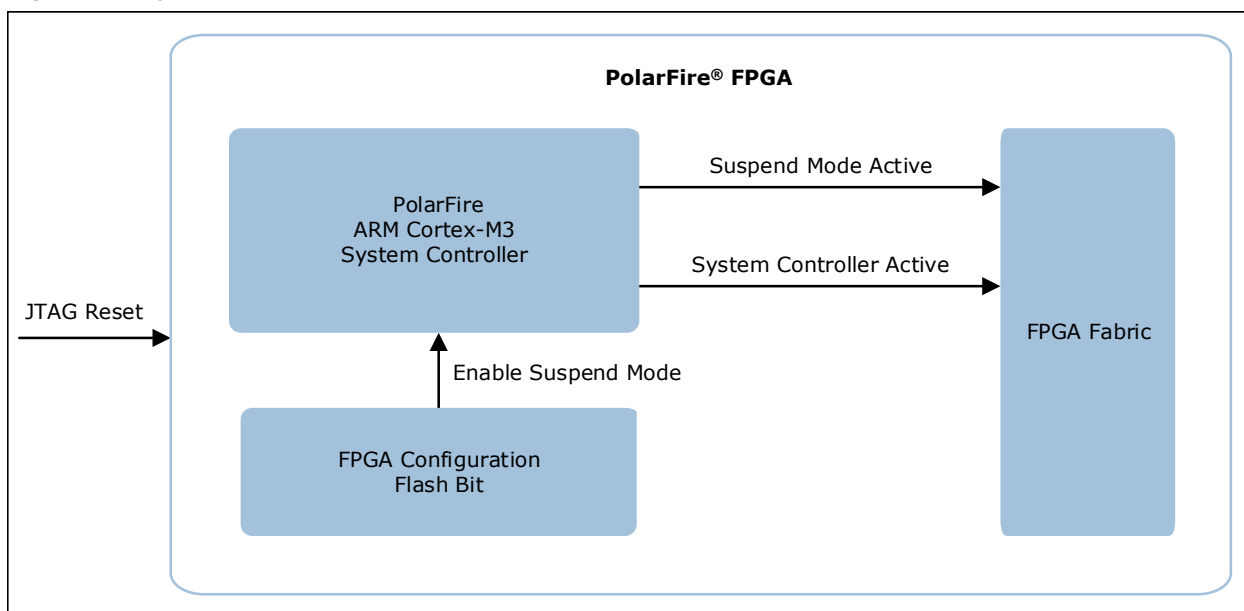 PolarFire® FPGA
Suspend Mode Active
PolarFire
ARM Cortex-M3
System Controller
System Controller Active
JTAG Reset
FPGA Fabric
Enable Suspend Mode
FPGA Configuration
Flash Bit